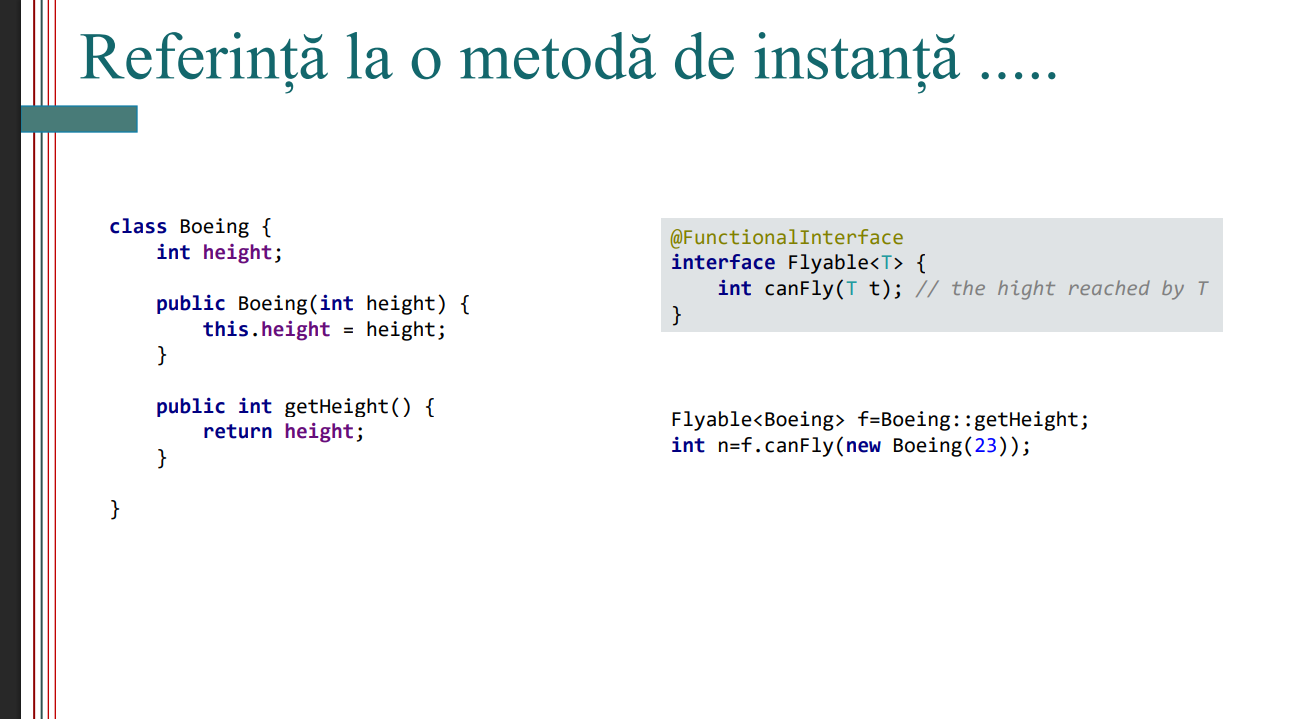 Referință la o metodă de instanță .....
class Boeing {
    int height;
    public Boeing(int height) {
        this.height = height;
    }
    public int getHeight() {
        return height;
    }
}
@FunctionalInterface
interface Flyable<T> {
    int canFly(T t); // the hight reached by T
}
Flyable<Boeing> f=Boeing::getHeight;
int n=f.canFly(new Boeing(23));